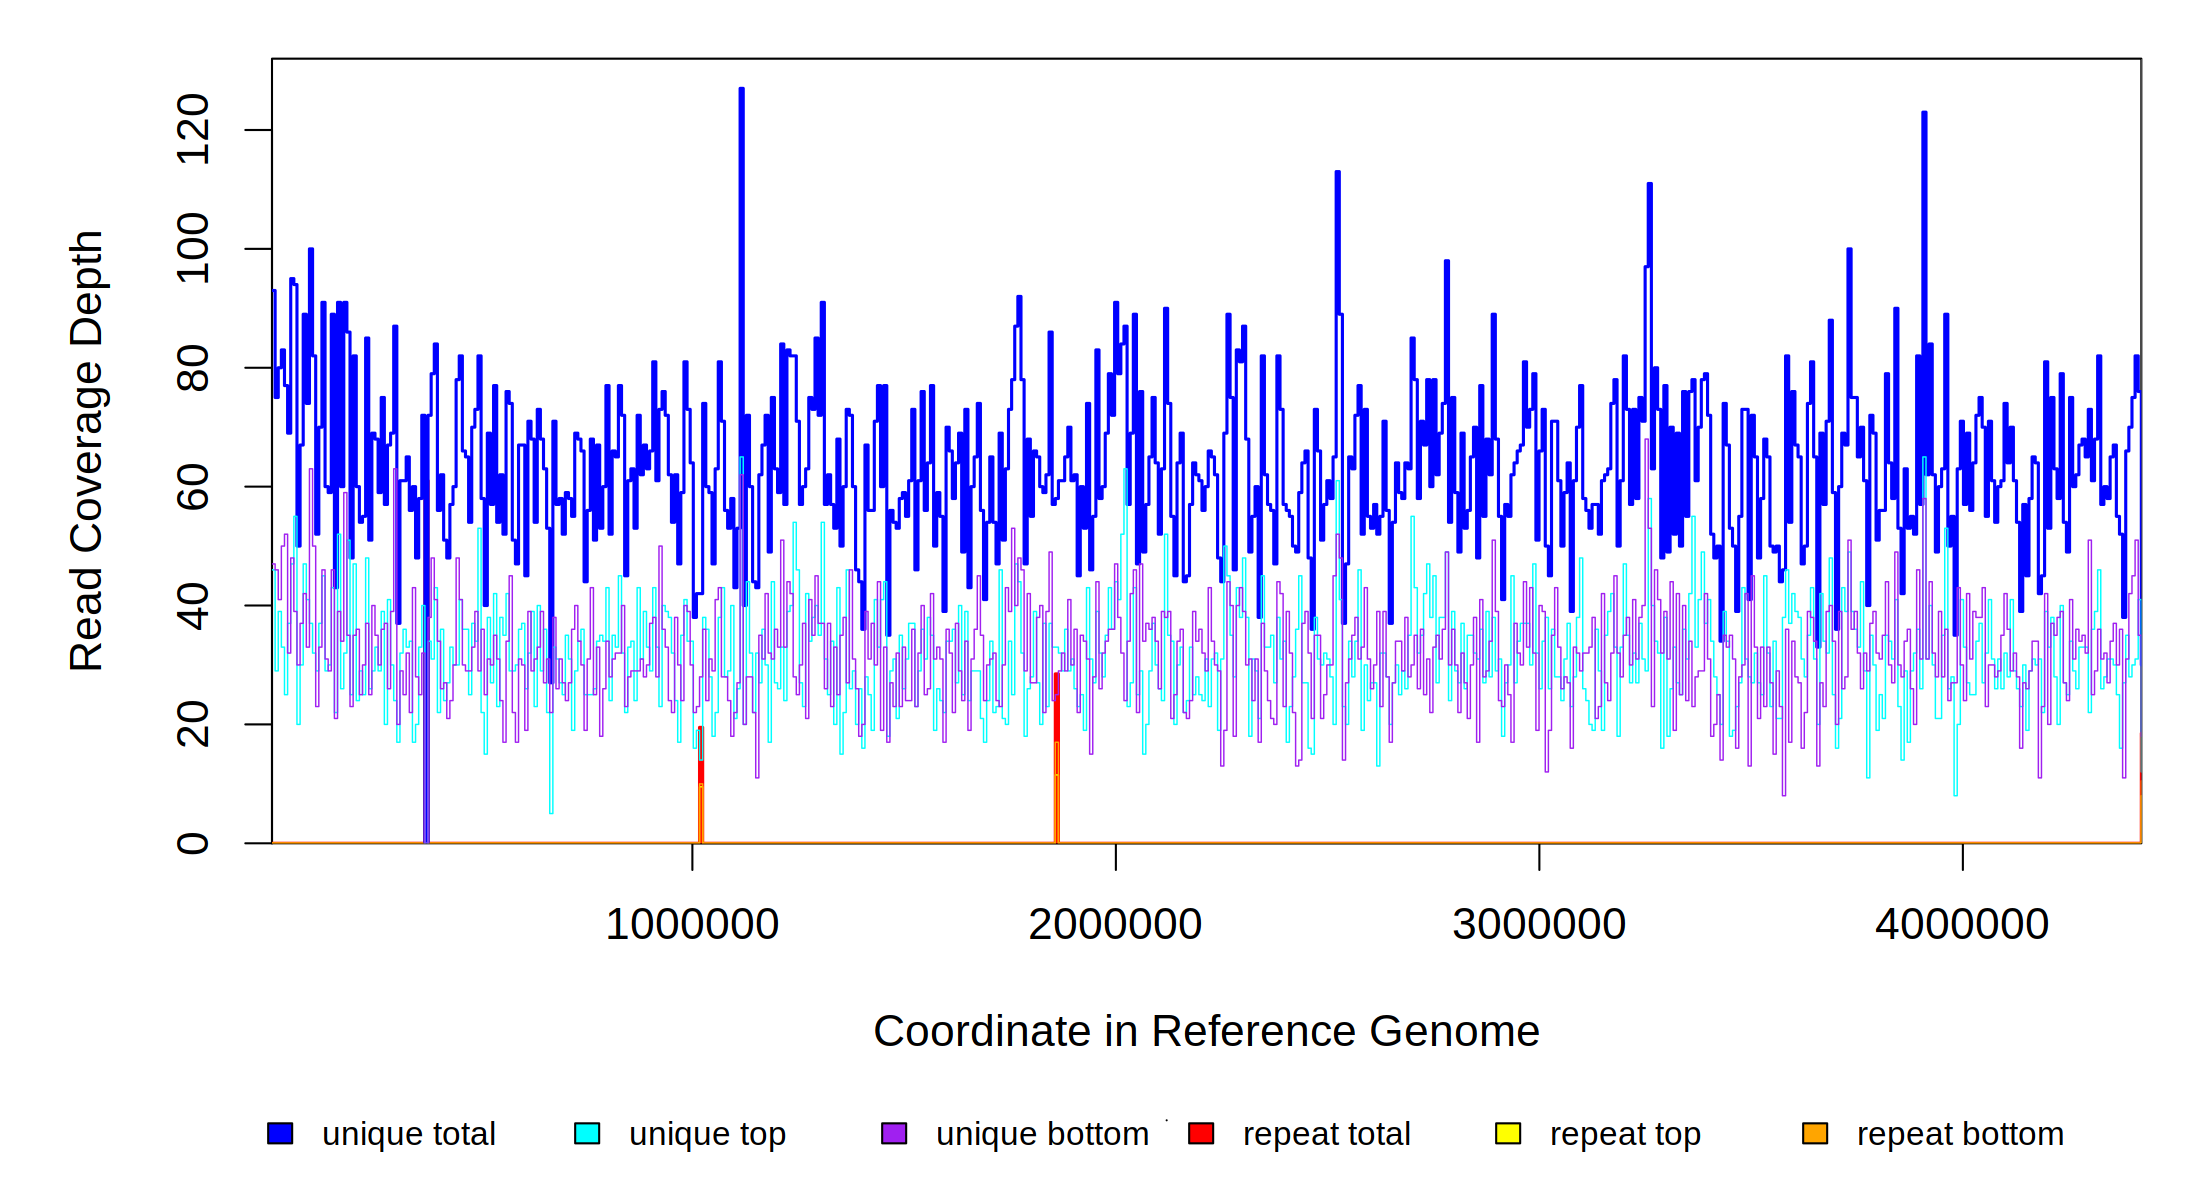 Read Coverage Depth
120
100
80
60
40
20
0
1000000 2000000 3000000 4000000
Coordinate in Reference Genome
unique total unique top unique bottom repeat total repeat top repeat bottom